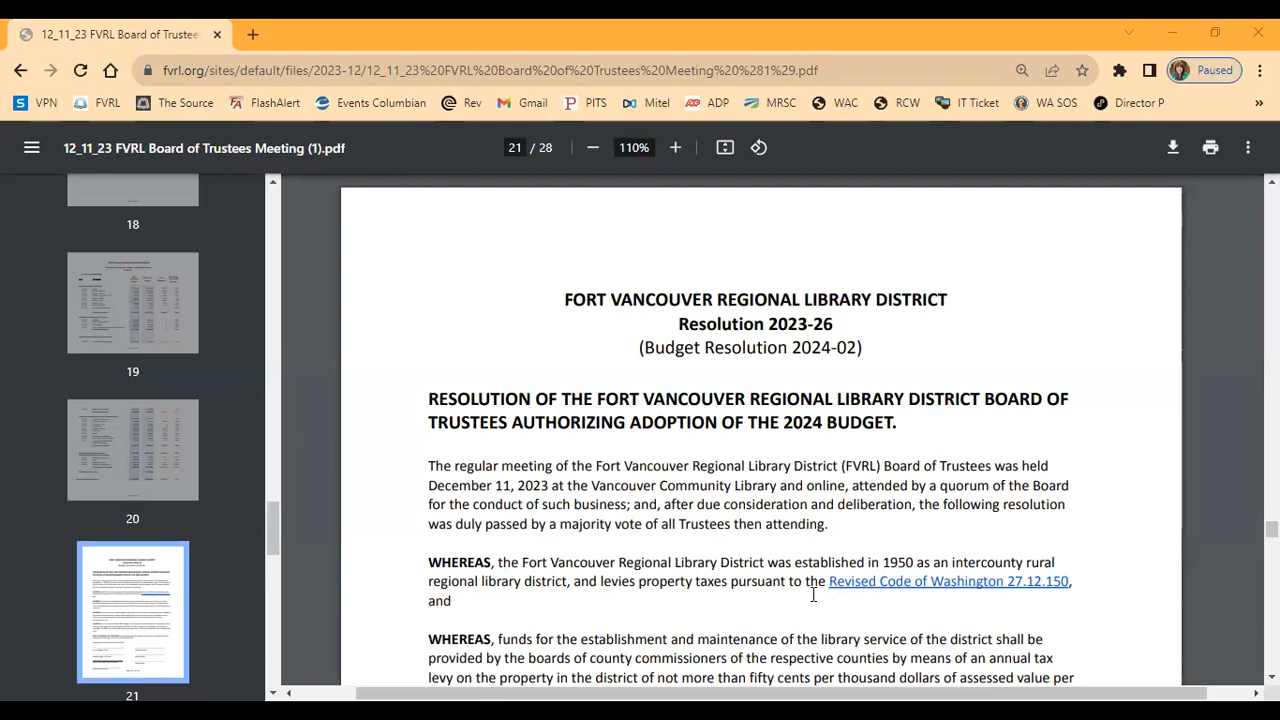 12_11_23 FVRL Board of Trustee
fvrl.org/sites/default/files/2023-12/12_11_23%20FVRL%20Board%20of%20Trustees%20Meeting%20%281%29.pdf
Paused
VPN FVRL The Source FlashAlert Events Columbian Rev Gmail PITS Mitel ADP MRSC WAC RCW IT Ticket WA SOS Director P »
12_11_23 FVRL Board of Trustees Meeting (1).pdf
21 / 28
110%
18
19
20
21
FORT VANCOUVER REGIONAL LIBRARY DISTRICT
Resolution 2023-26
(Budget Resolution 2024-02)
RESOLUTION OF THE FORT VANCOUVER REGIONAL LIBRARY DISTRICT BOARD OF
TRUSTEES AUTHORIZING ADOPTION OF THE 2024 BUDGET.
The regular meeting of the Fort Vancouver Regional Library District (FVRL) Board of Trustees was held
December 11, 2023 at the Vancouver Community Library and online, attended by a quorum of the Board
for the conduct of such business; and, after due consideration and deliberation, the following resolution
was duly passed by a majority vote of all Trustees then attending.
WHEREAS, the Fort Vancouver Regional Library District was established in 1950 as an intercounty rural
regional library district, and levies property taxes pursuant to the Revised Code of Washington 27.12.150,
and
WHEREAS, funds for the establishment and maintenance of the library service of the district shall be
provided by the boards of county commissioners of the respective counties by means of an annual tax
levy on the property in the district of not more than fifty cents per thousand dollars of assessed value per